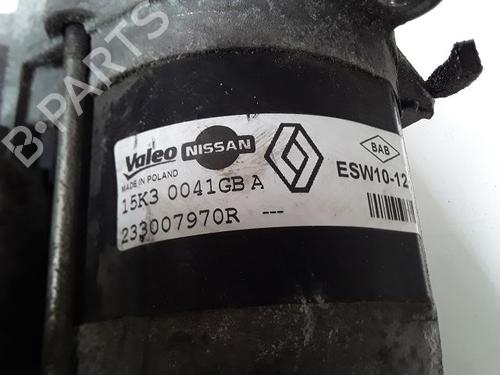 B-PARTS
Valeo NISSAN
MADE IN POLAND
BAB
ESW10-12
15K3 0041GB A
233007970R ---